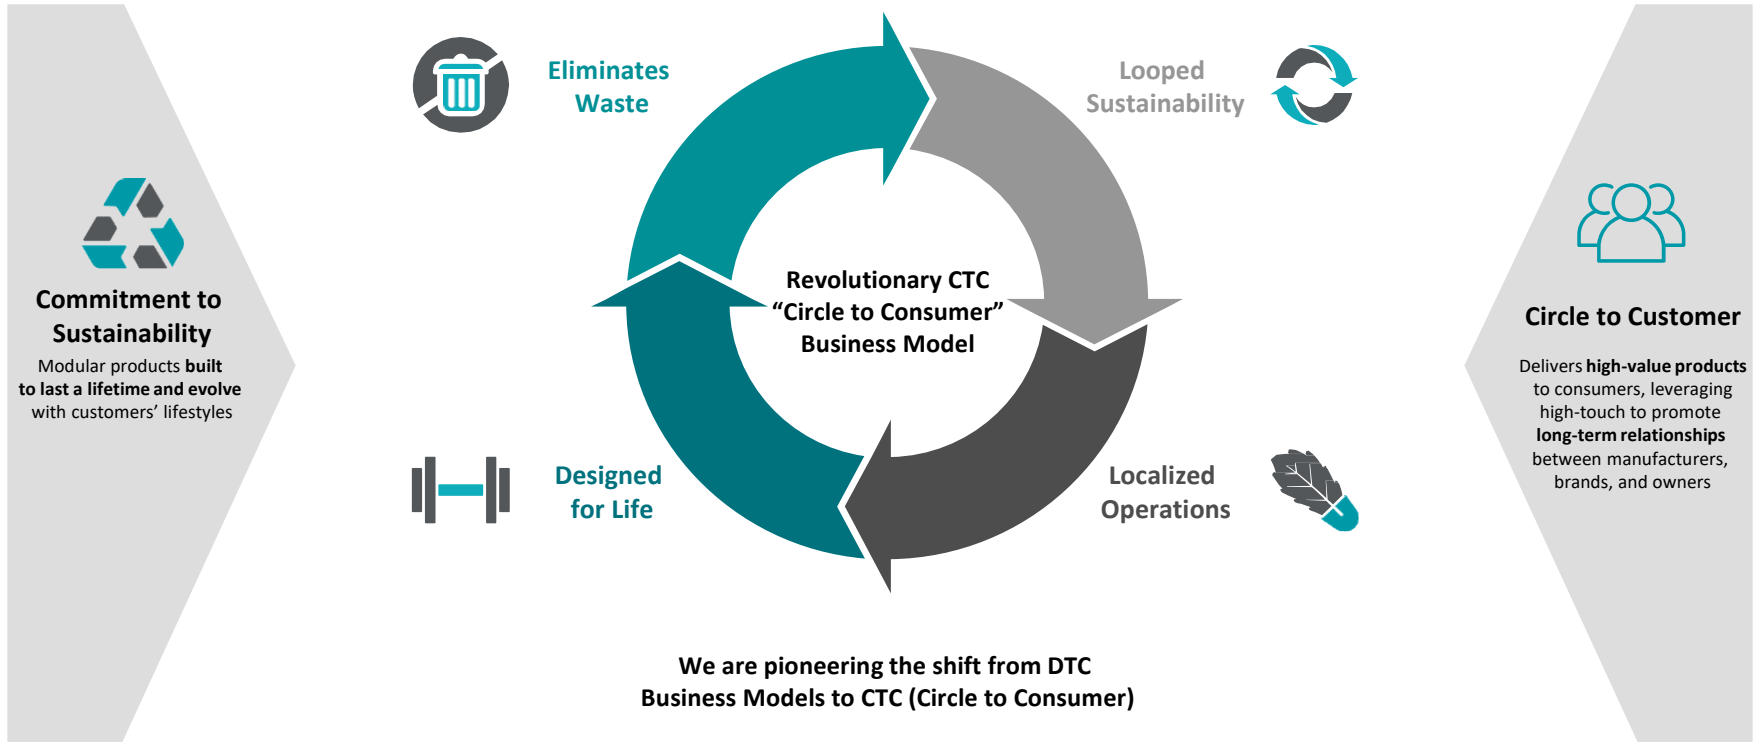 Commitment to
Sustainability
Modular products built
to last a lifetime and evolve
with customers’ lifestyles
Eliminates
Waste
Looped
Sustainability
Revolutionary CTC
“Circle to Consumer”
Business Model
Designed
for Life
Localized
Operations
We are pioneering the shift from DTC
Business Models to CTC (Circle to Consumer)
Circle to Customer
Delivers high-value products
to consumers, leveraging
high-touch to promote
long-term relationships
between manufacturers,
brands, and owners